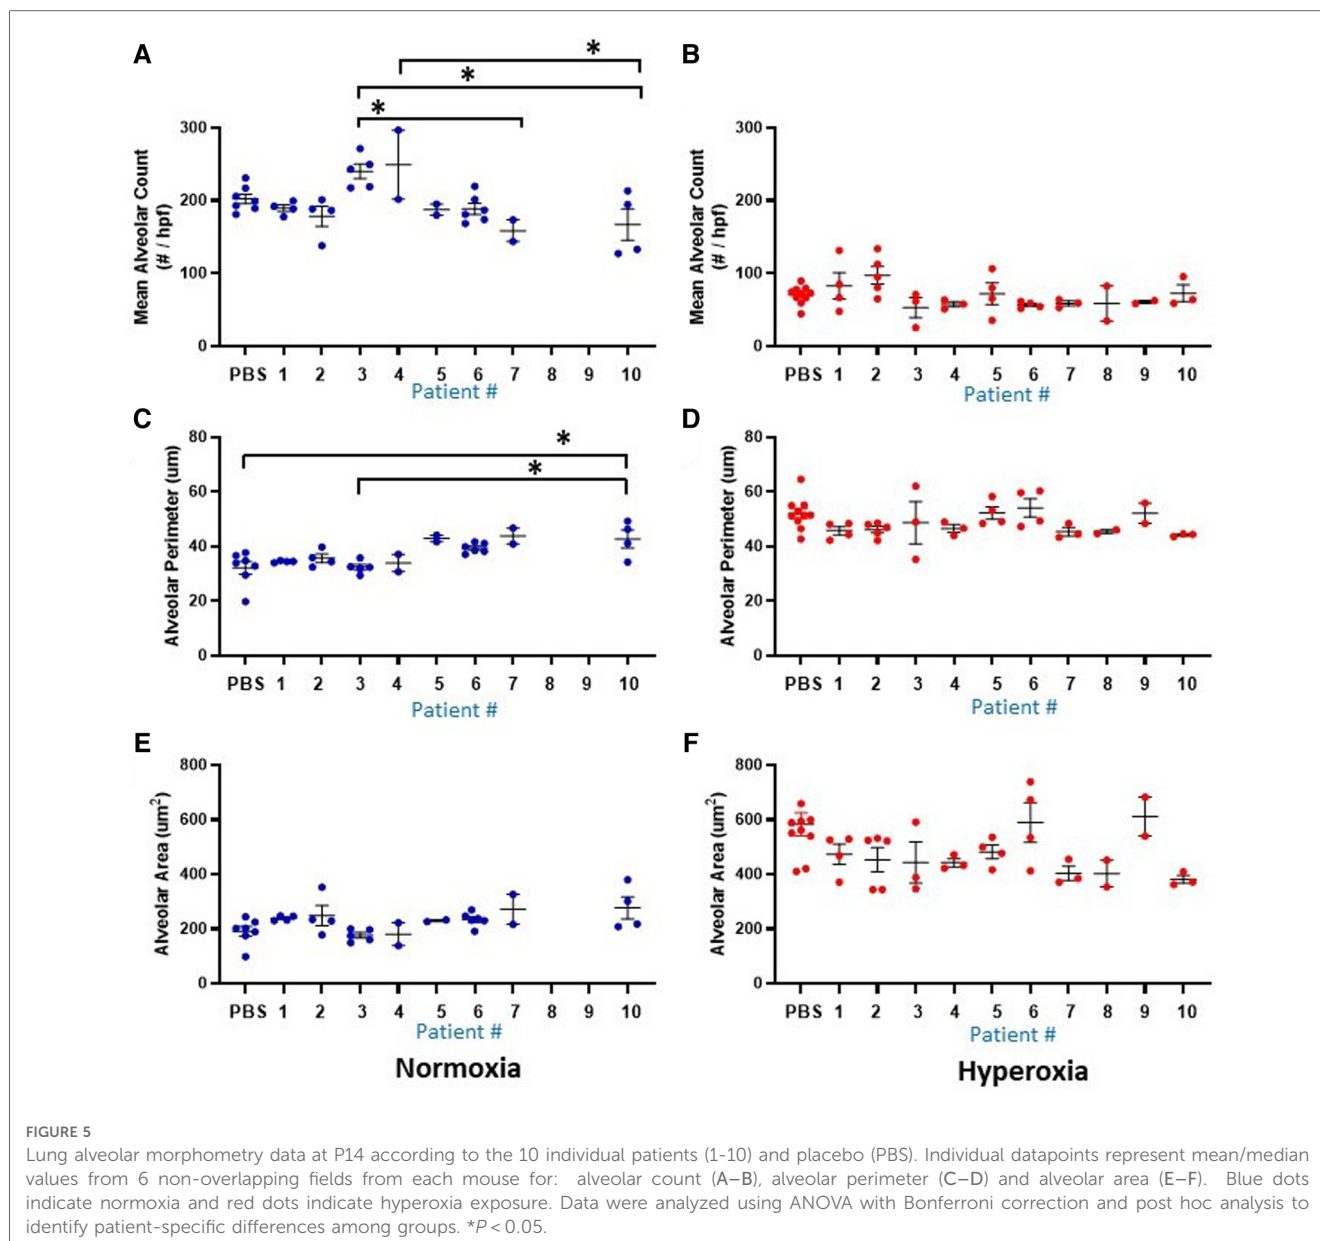 A
*
*
*
Mean Alveolar Count
(# / hpf)
300
200
100
0
PBS 1 2 3 4 5 6 7 8 9 10
Patient #
B
Mean Alveolar Count
(# / hpf)
300
200
100
0
PBS 1 2 3 4 5 6 7 8 9 10
Patient #
C
*
*
Alveolar Perimeter (um)
80
60
40
20
0
PBS 1 2 3 4 5 6 7 8 9 10
Patient #
D
Alveolar Perimeter (um)
80
60
40
20
0
PBS 1 2 3 4 5 6 7 8 9 10
Patient #
E
Alveolar Area (um²)
800
600
400
200
0
PBS 1 2 3 4 5 6 7 8 9 10
Patient #
Normoxia
F
Alveolar Area (um²)
800
600
400
200
0
PBS 1 2 3 4 5 6 7 8 9 10
Patient #
Hyperoxia
FIGURE 5
Lung alveolar morphometry data at P14 according to the 10 individual patients (1-10) and placebo (PBS). Individual datapoints represent mean/median
values from 6 non-overlapping fields from each mouse for: alveolar count (A–B), alveolar perimeter (C–D) and alveolar area (E–F). Blue dots
indicate normoxia and red dots indicate hyperoxia exposure. Data were analyzed using ANOVA with Bonferroni correction and post hoc analysis to
identify patient-specific differences among groups. *P < 0.05.